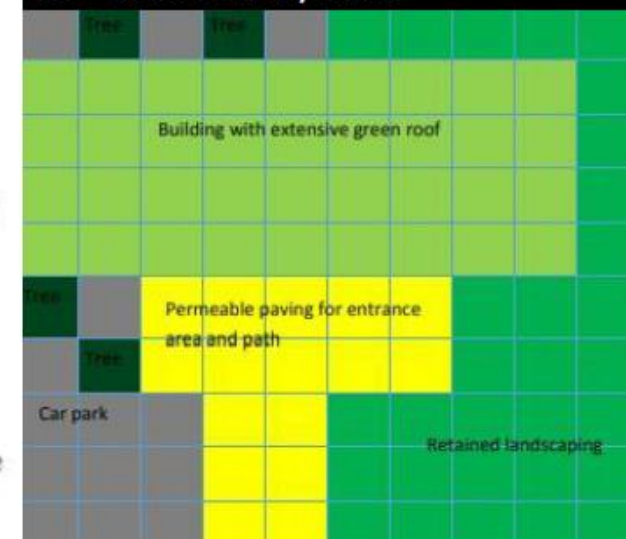 Tree
Tree
Building with extensive green roof
Tree
Permeable paving for entrance
area and path
Tree
Car park
Retained landscaping